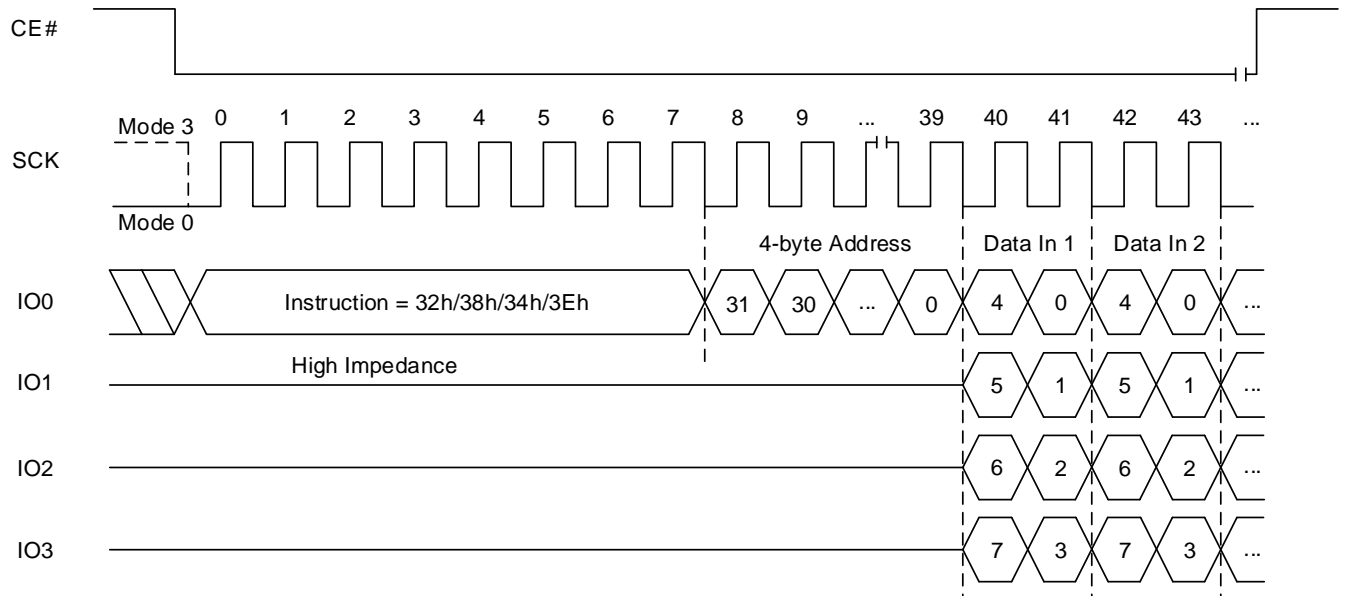 CE#
Mode 3 0 1 2 3 4 5 6 7 8 9 ... 39 40 41 42 43 ...
SCK
Mode 0
4-byte Address Data In 1 Data In 2
IO0 Instruction = 32h/38h/34h/3Eh 31 30 ... 0 4 0 4 0 ...
High Impedance
IO1 5 1 5 1 ...
IO2 6 2 6 2 ...
IO3 7 3 7 3 ...